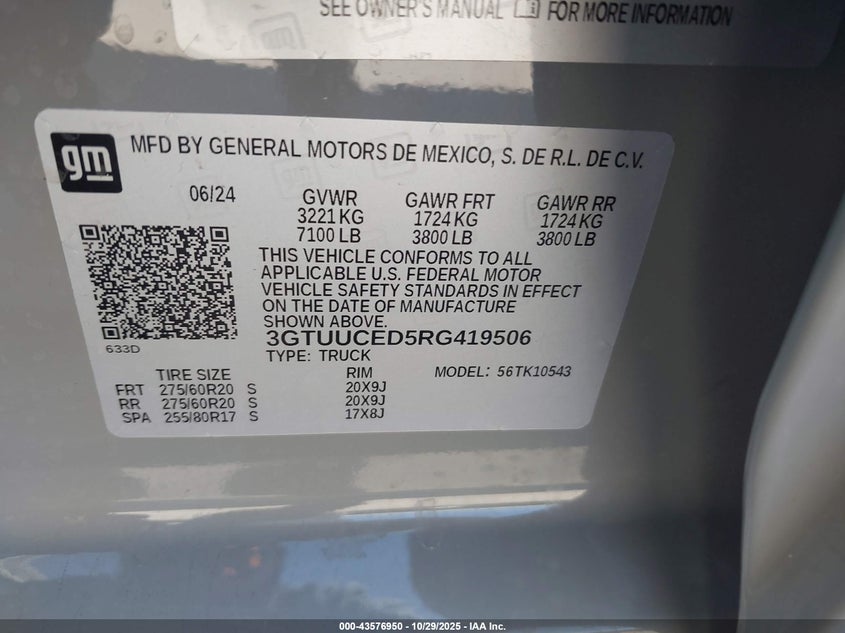 SEE OWNER'S MANUAL FOR MORE INFORMATION
gm
MFD BY GENERAL MOTORS DE MEXICO, S. DE R.L. DE C.V.
06/24 GVWR GAWR FRT GAWR RR
3221 KG 1724 KG 1724 KG
7100 LB 3800 LB 3800 LB
THIS VEHICLE CONFORMS TO ALL
APPLICABLE U.S. FEDERAL MOTOR
VEHICLE SAFETY STANDARDS IN EFFECT
ON THE DATE OF MANUFACTURE
SHOWN ABOVE.
633D
3GTUUCED5RG419506
TYPE: TRUCK
TIRE SIZE RIM MODEL: 56TK10543
FRT 275/60R20 S 20X9J
RR 275/60R20 S 20X9J
SPA 255/80R17 S 17X8J
000-43576950 - 10/29/2025 - IAA Inc.